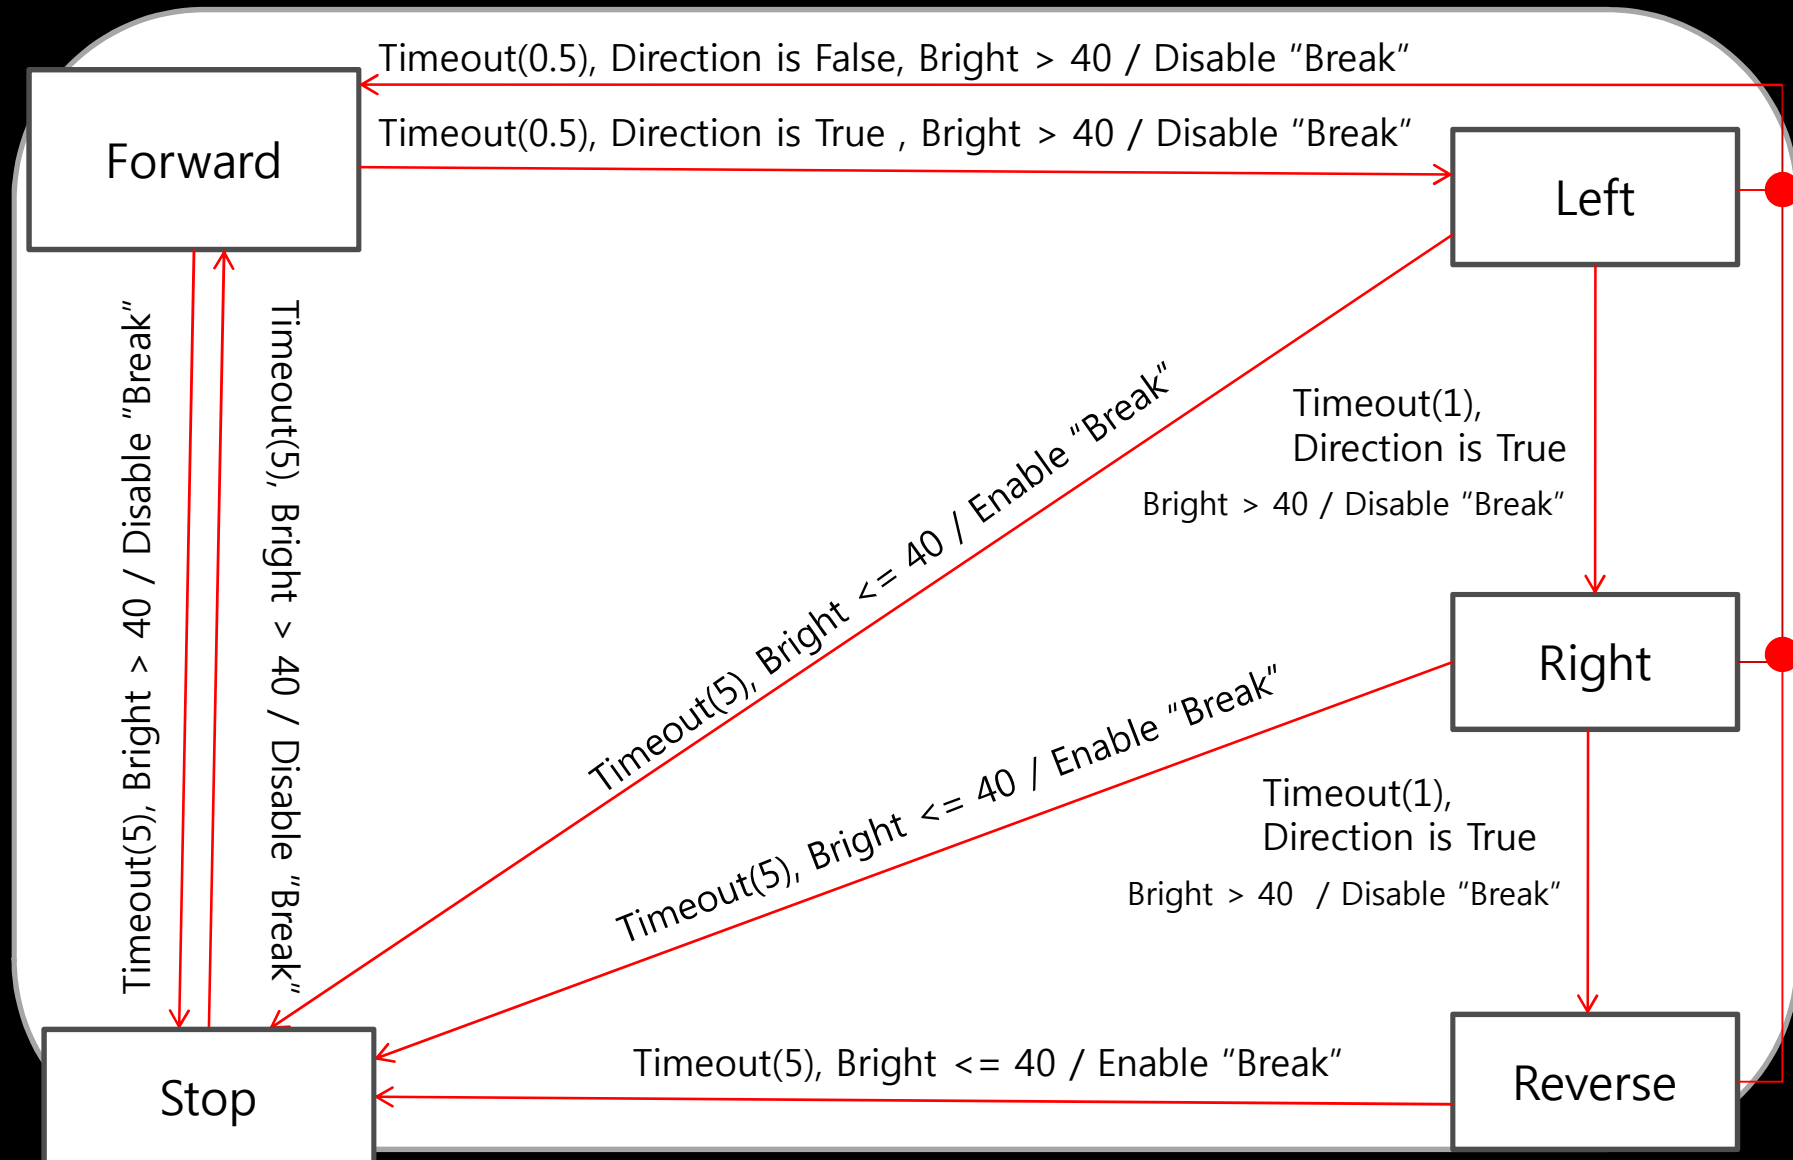 Timeout(0.5), Direction is False, Bright > 40 / Disable “Break”
Forward
Timeout(0.5), Direction is True , Bright > 40 / Disable “Break”
Left
Timeout(5), Bright > 40 / Disable “Break”
Timeout(5), Bright > 40 / Disable “Break”
Timeout(5), Bright <= 40 / Enable “Break”
Timeout(1),
Direction is True
Bright > 40 / Disable “Break”
Right
Timeout(5), Bright <= 40 / Enable “Break”
Timeout(1),
Direction is True
Bright > 40 / Disable “Break”
Timeout(5), Bright <= 40 / Enable “Break”
Stop
Reverse